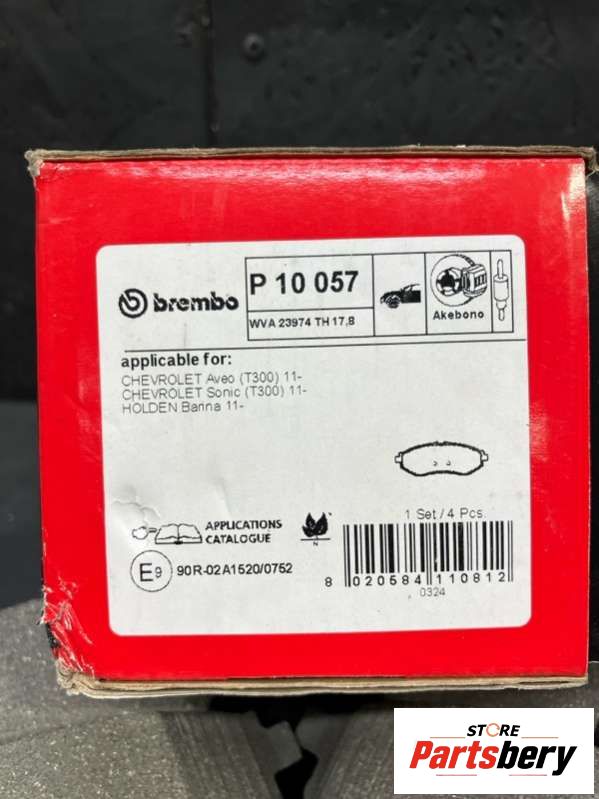 brembo
P 10 057
WVA 23974 TH 17,8
Akebono
applicable for:
CHEVROLET Aveo (T300) 11-
CHEVROLET Sonic (T300) 11-
HOLDEN Barina 11-
1 Set / 4 Pcs.
APPLICATIONS
CATALOGUE
N
E9
90R-02A1520/0752
8 020584 110812
0324
STORE
Partsbery